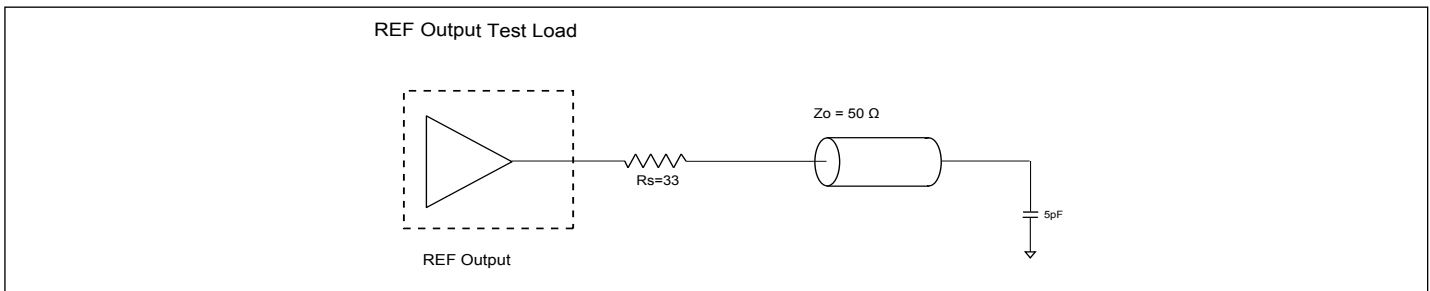 REF Output Test Load
Zo = 50 Ω
Rs=33
5pF
REF Output